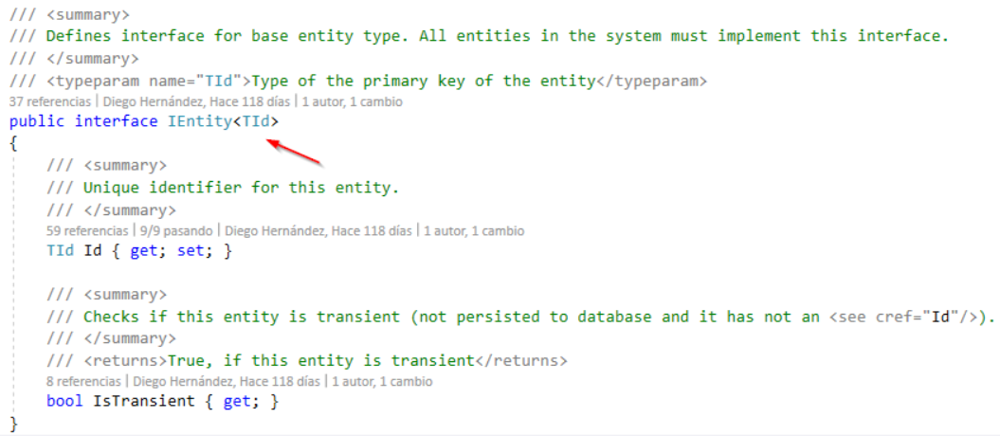 /// <summary>
/// Defines interface for base entity type. All entities in the system must implement this interface.
/// </summary>
/// <typeparam name="TId">Type of the primary key of the entity</typeparam>
37 referencias | Diego Hernández, Hace 118 días | 1 autor, 1 cambio
public interface IEntity<TId>
{
/// <summary>
/// Unique identifier for this entity.
/// </summary>
59 referencias | 9/9 pasando | Diego Hernández, Hace 118 días | 1 autor, 1 cambio
TId Id { get; set; }
/// <summary>
/// Checks if this entity is transient (not persisted to database and it has not an <see cref="Id"/>).
/// </summary>
/// <returns>True, if this entity is transient</returns>
8 referencias | Diego Hernández, Hace 118 días | 1 autor, 1 cambio
bool IsTransient { get; }
}